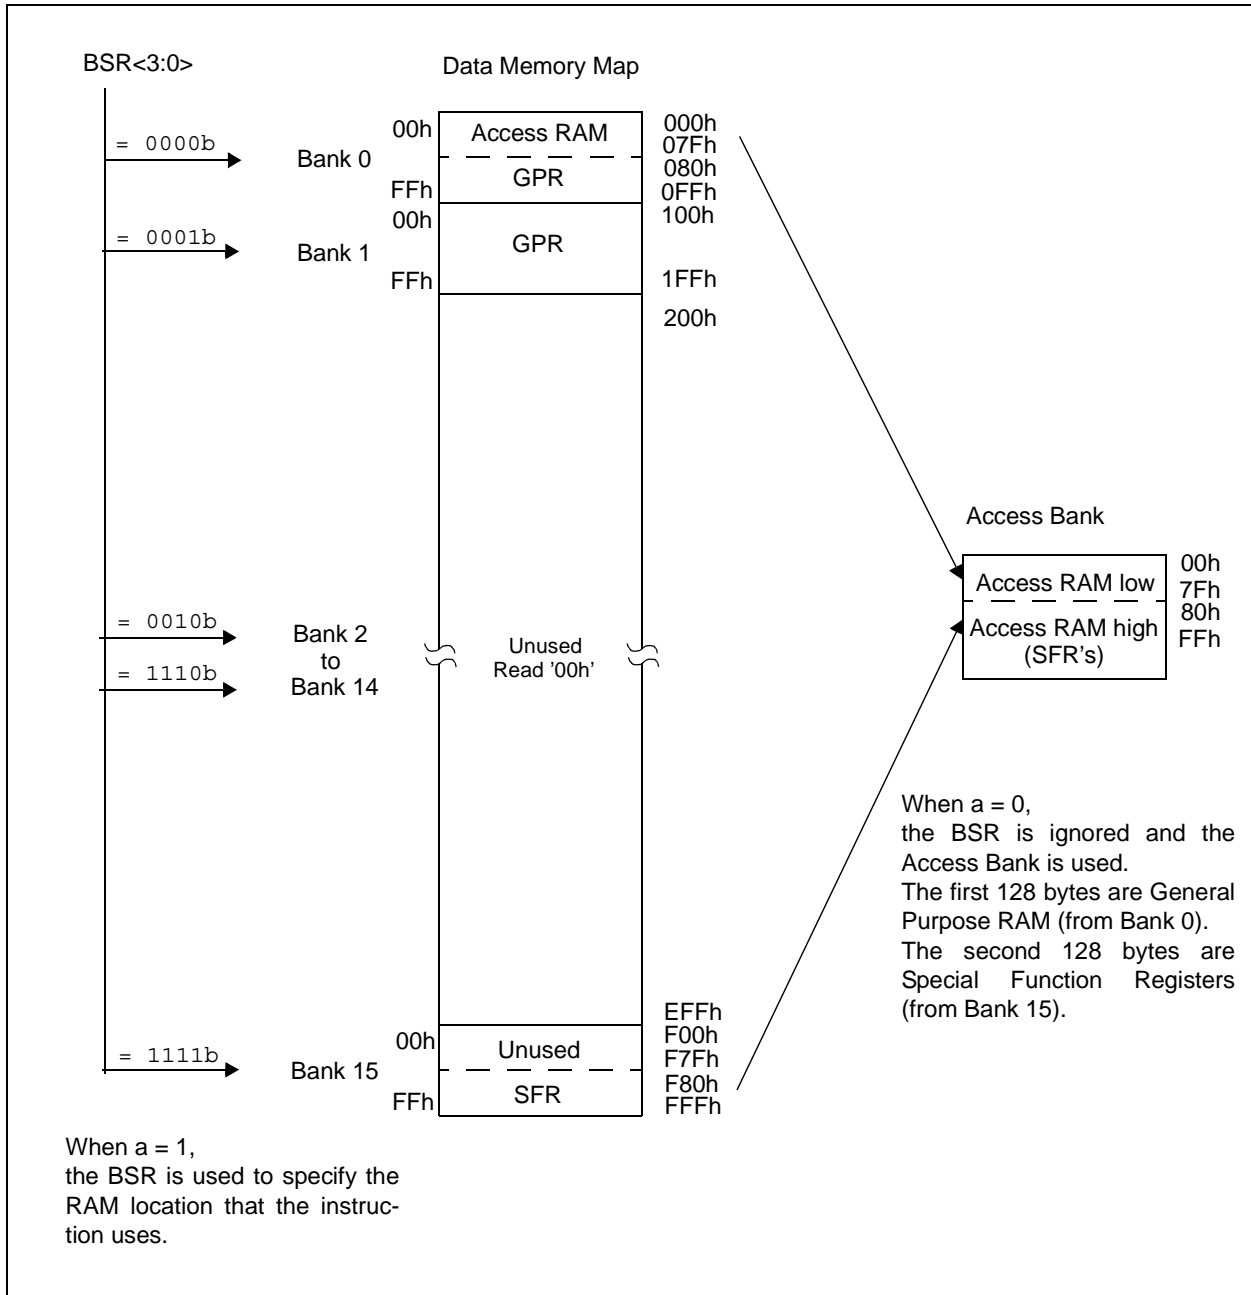 BSR<3:0>
Data Memory Map
= 0000b
Bank 0
00h
Access RAM
000h
07Fh
080h
FFh
GPR
0FFh
= 0001b
Bank 1
00h
GPR
100h
FFh
1FFh
200h
Access Bank
Access RAM low
00h
7Fh
80h
Access RAM high
(SFR's)
FFh
= 0010b
Bank 2
to
= 1110b
Bank 14
Unused
Read '00h'
When a = 0,
the BSR is ignored and the
Access Bank is used.
The first 128 bytes are General
Purpose RAM (from Bank 0).
The second 128 bytes are
Special Function Registers
(from Bank 15).
EFFh
= 1111b
Bank 15
00h
Unused
F00h
F7Fh
F80h
FFh
SFR
FFFh
When a = 1,
the BSR is used to specify the
RAM location that the instruc-
tion uses.